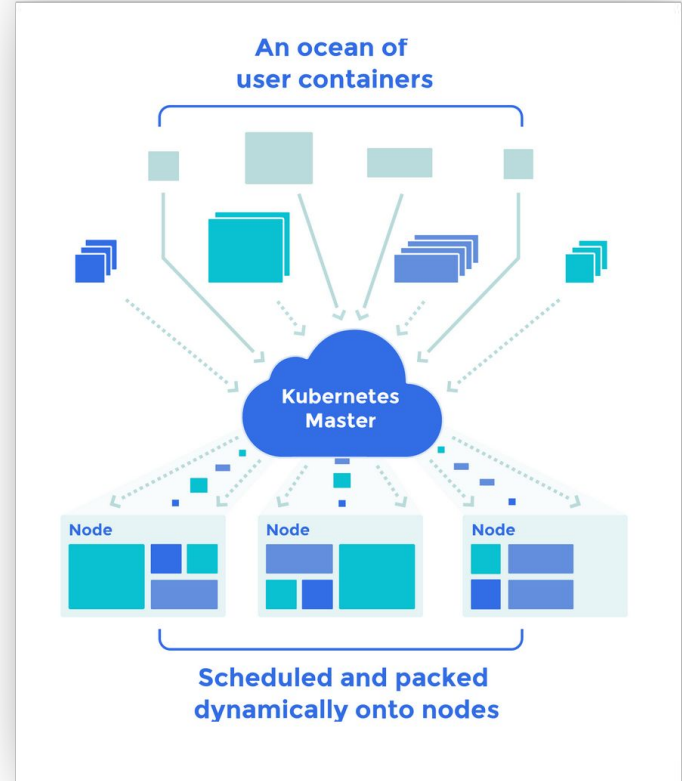 An ocean of
user containers
Kubernetes
Master
Node
Node
Node
Scheduled and packed
dynamically onto nodes